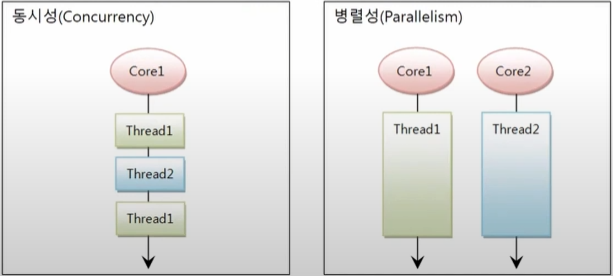 동시성(Concurrency)
Core1
Thread1
Thread2
Thread1
병렬성(Parallelism)
Core1
Core2
Thread1
Thread2